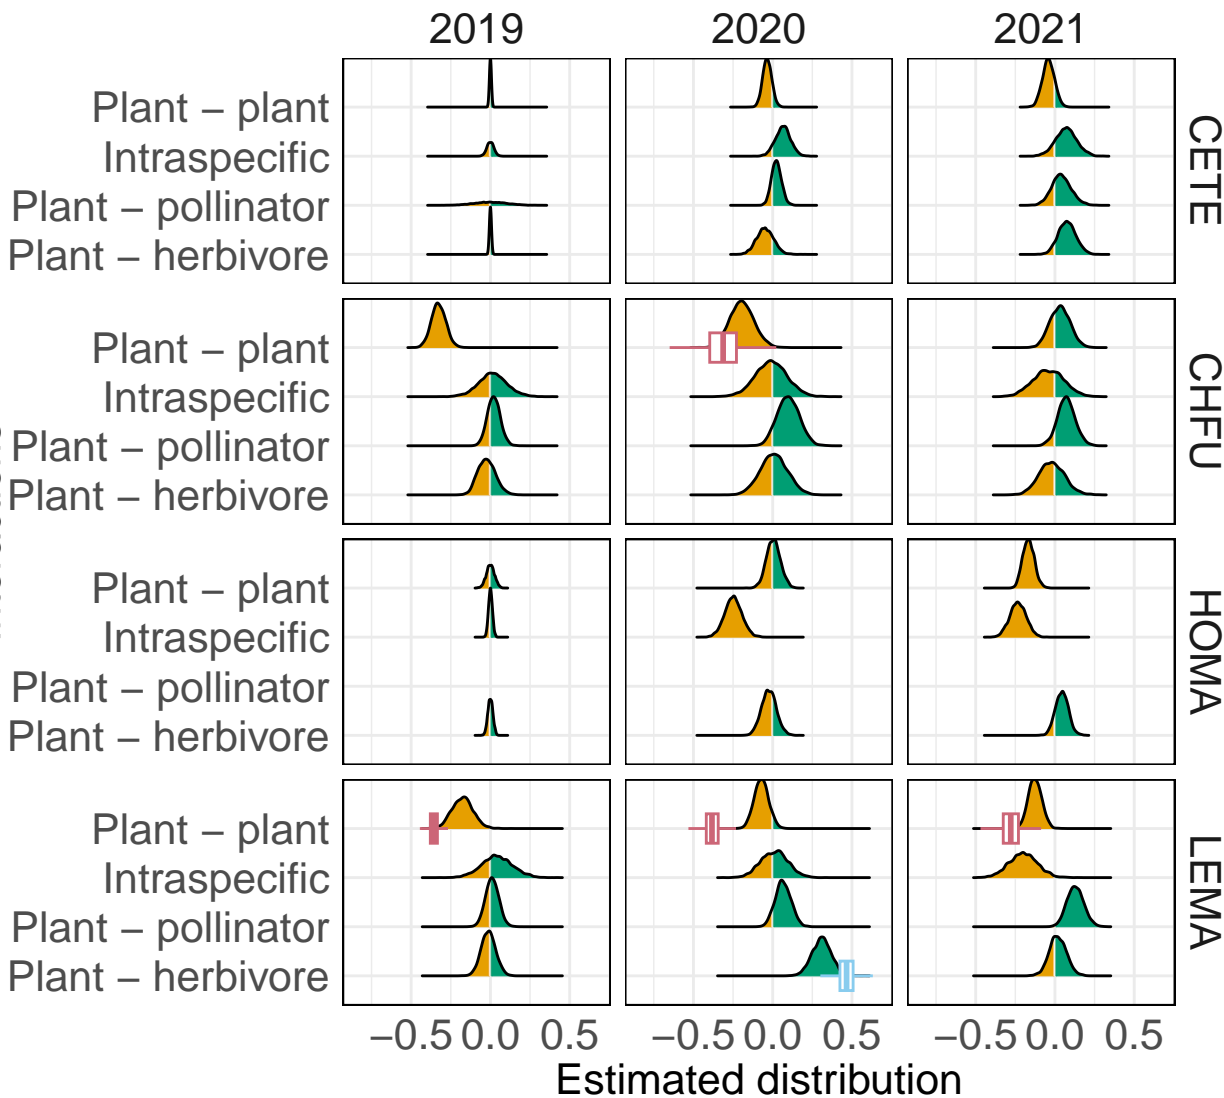 2019 2020 2021
Plant – plant
Intraspecific
Plant – pollinator
Plant – herbivore
CETE
Plant – plant
Intraspecific
Plant – pollinator
Plant – herbivore
CHFU
Plant – plant
Intraspecific
Plant – pollinator
Plant – herbivore
HOMA
Plant – plant
Intraspecific
Plant – pollinator
Plant – herbivore
LEMA
−0.5 0.0 0.5 −0.5 0.0 0.5 −0.5 0.0 0.5
Estimated distribution